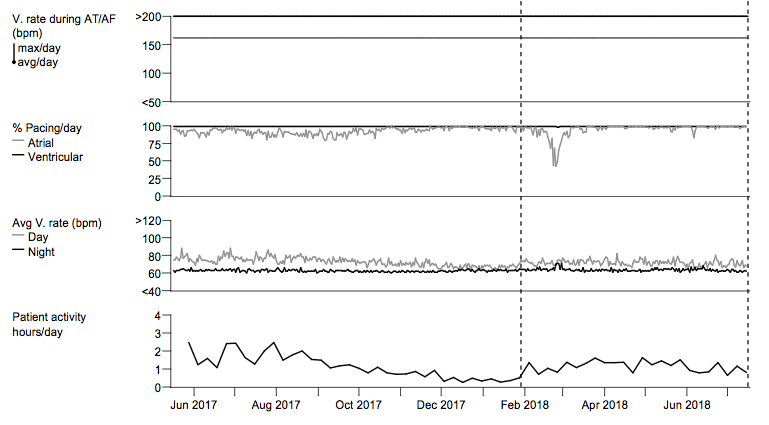 V. rate during AT/AF
(bpm)
max/day
avg/day
>200
150
100
<50
% Pacing/day
Atrial
Ventricular
100
75
50
25
0
Avg V. rate (bpm)
Day
Night
>120
100
80
60
<40
Patient activity
hours/day
4
3
2
1
0
Jun 2017 Aug 2017 Oct 2017 Dec 2017 Feb 2018 Apr 2018 Jun 2018